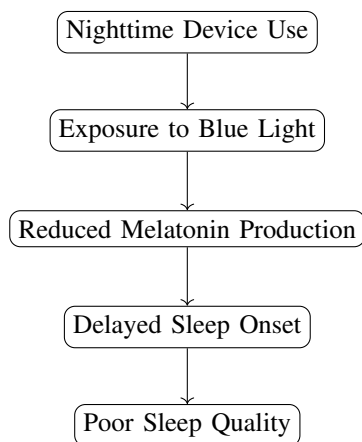 Nighttime Device Use
Exposure to Blue Light
Reduced Melatonin Production
Delayed Sleep Onset
Poor Sleep Quality